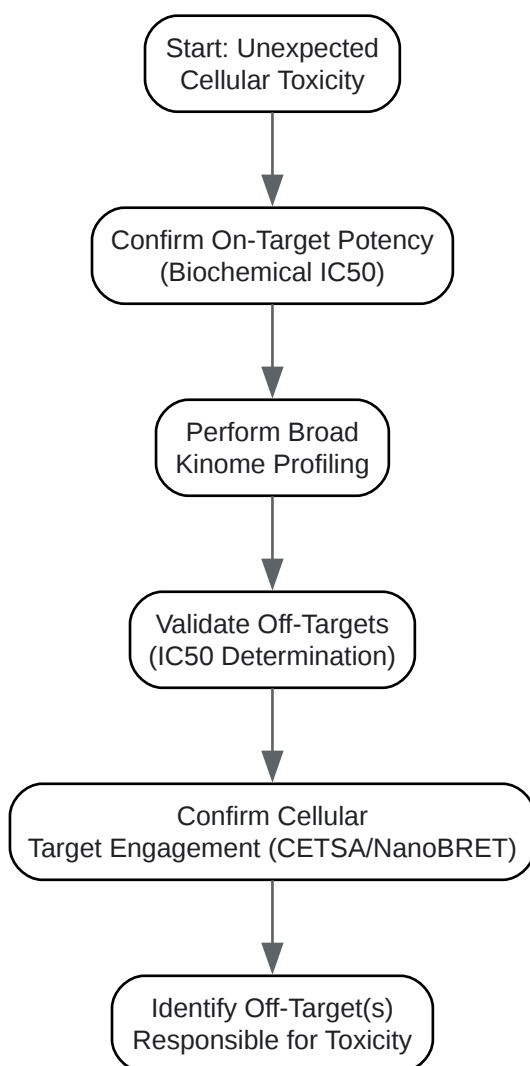 Start: Unexpected
Cellular Toxicity
Confirm On-Target Potency
(Biochemical IC50)
Perform Broad
Kinome Profiling
Validate Off-Targets
(IC50 Determination)
Confirm Cellular
Target Engagement (CETSA/NanoBRET)
Identify Off-Target(s)
Responsible for Toxicity